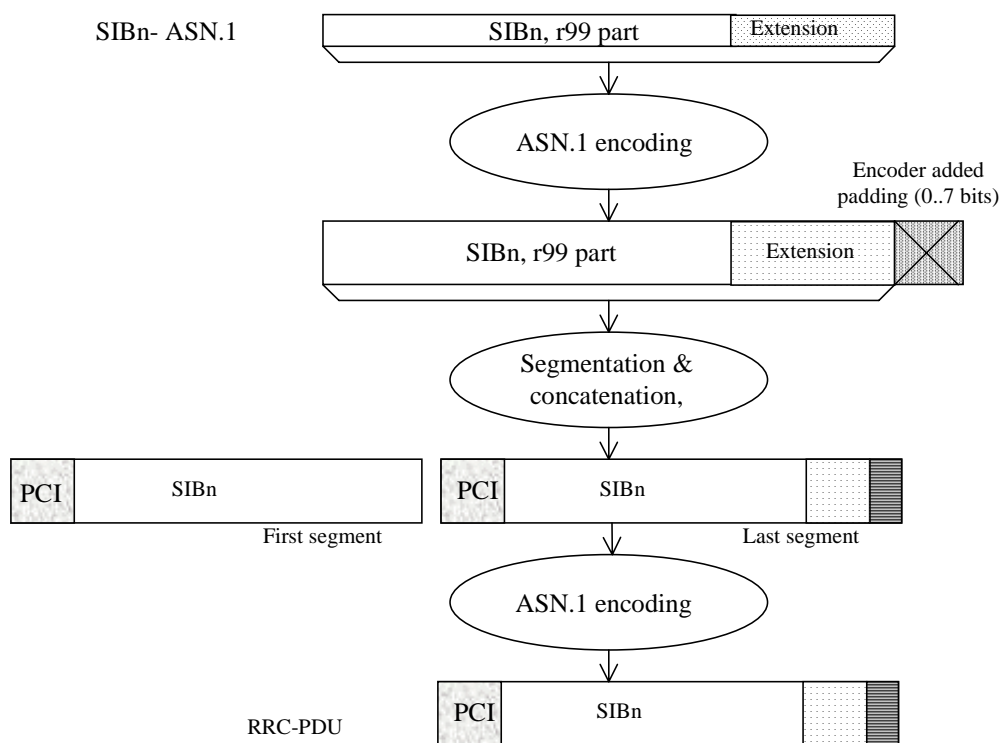 SIBn- ASN.1
SIBn, r99 part
Extension
ASN.1 encoding
Encoder added
padding (0..7 bits)
SIBn, r99 part
Extension
Segmentation &
concatenation,
PCI
SIBn
PCI
SIBn
First segment
Last segment
ASN.1 encoding
PCI
SIBn
RRC-PDU